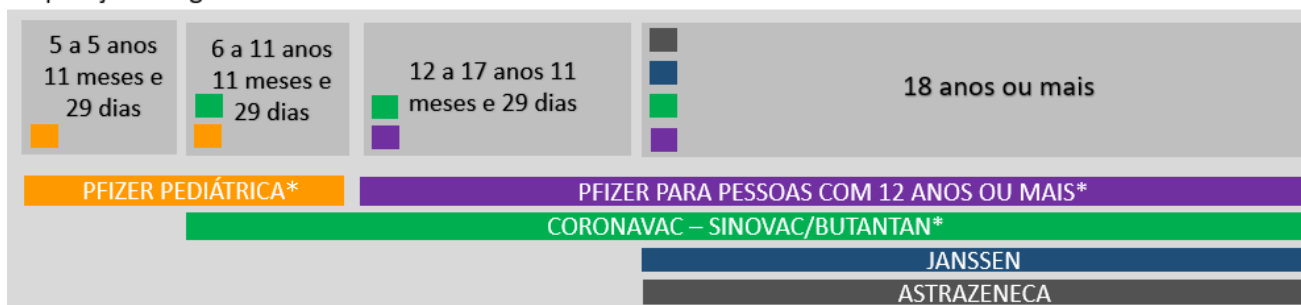 5 a 5 anos
11 meses e
29 dias
6 a 11 anos
11 meses e
29 dias
12 a 17 anos 11
meses e 29 dias
18 anos ou mais
PFIZER PEDIÁTRICA*
PFIZER PARA PESSOAS COM 12 ANOS OU MAIS*
CORONAVAC – SINOVAC/BUTANTAN*
JANSSEN
ASTRAZENECA